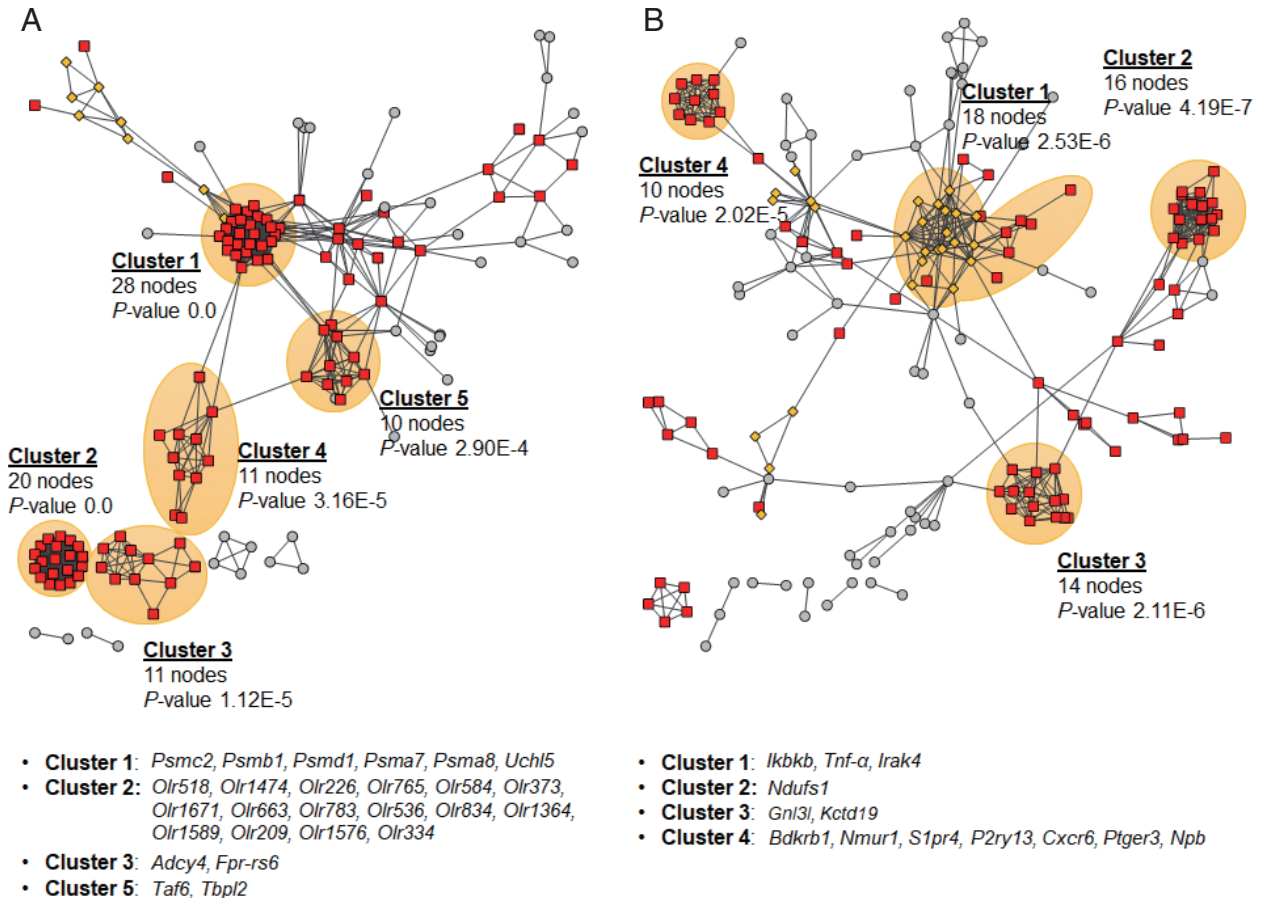 A
B
Cluster 1
28 nodes
P-value 0.0
Cluster 2
20 nodes
P-value 0.0
Cluster 4
11 nodes
P-value 3.16E-5
Cluster 5
10 nodes
P-value 2.90E-4
Cluster 3
11 nodes
P-value 1.12E-5
Cluster 1
18 nodes
P-value 2.53E-6
Cluster 2
16 nodes
P-value 4.19E-7
Cluster 4
10 nodes
P-value 2.02E-5
Cluster 3
14 nodes
P-value 2.11E-6
• Cluster 1: Psmc2, Psmb1, Psmd1, Psma7, Psma8, Uchl5
• Cluster 2: Olr518, Olr1474, Olr226, Olr765, Olr584, Olr373,
Olr1671, Olr663, Olr783, Olr536, Olr834, Olr1364,
Olr1589, Olr209, Olr1576, Olr334
• Cluster 3: Adcy4, Fpr-rs6
• Cluster 5: Taf6, Tbpl2
• Cluster 1: Ikbkb, Tnf-α, Irak4
• Cluster 2: Ndufs1
• Cluster 3: Gnl3l, Kctd19
• Cluster 4: Bdkrb1, Nmur1, S1pr4, P2ry13, Cxcr6, Ptger3, Npb